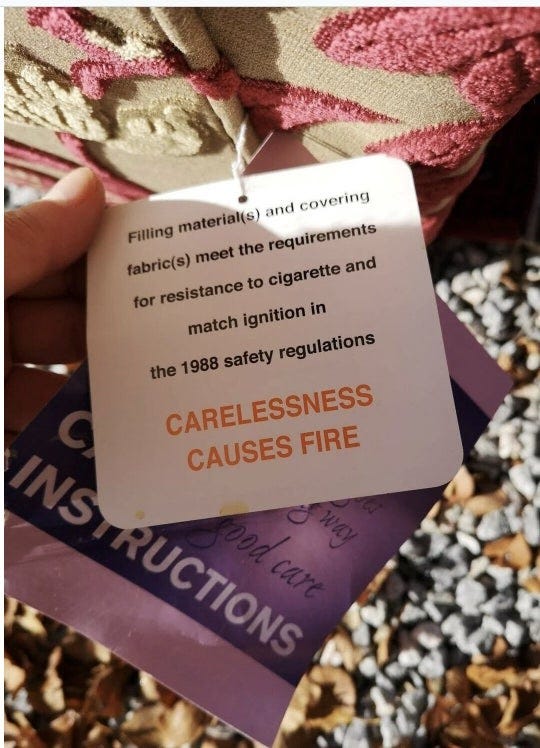 Filling material(s) and covering
fabric(s) meet the requirements
for resistance to cigarette and
match ignition in
the 1988 safety regulations
CARELESSNESS
CAUSES FIRE
way
good care
INSTRUCTIONS